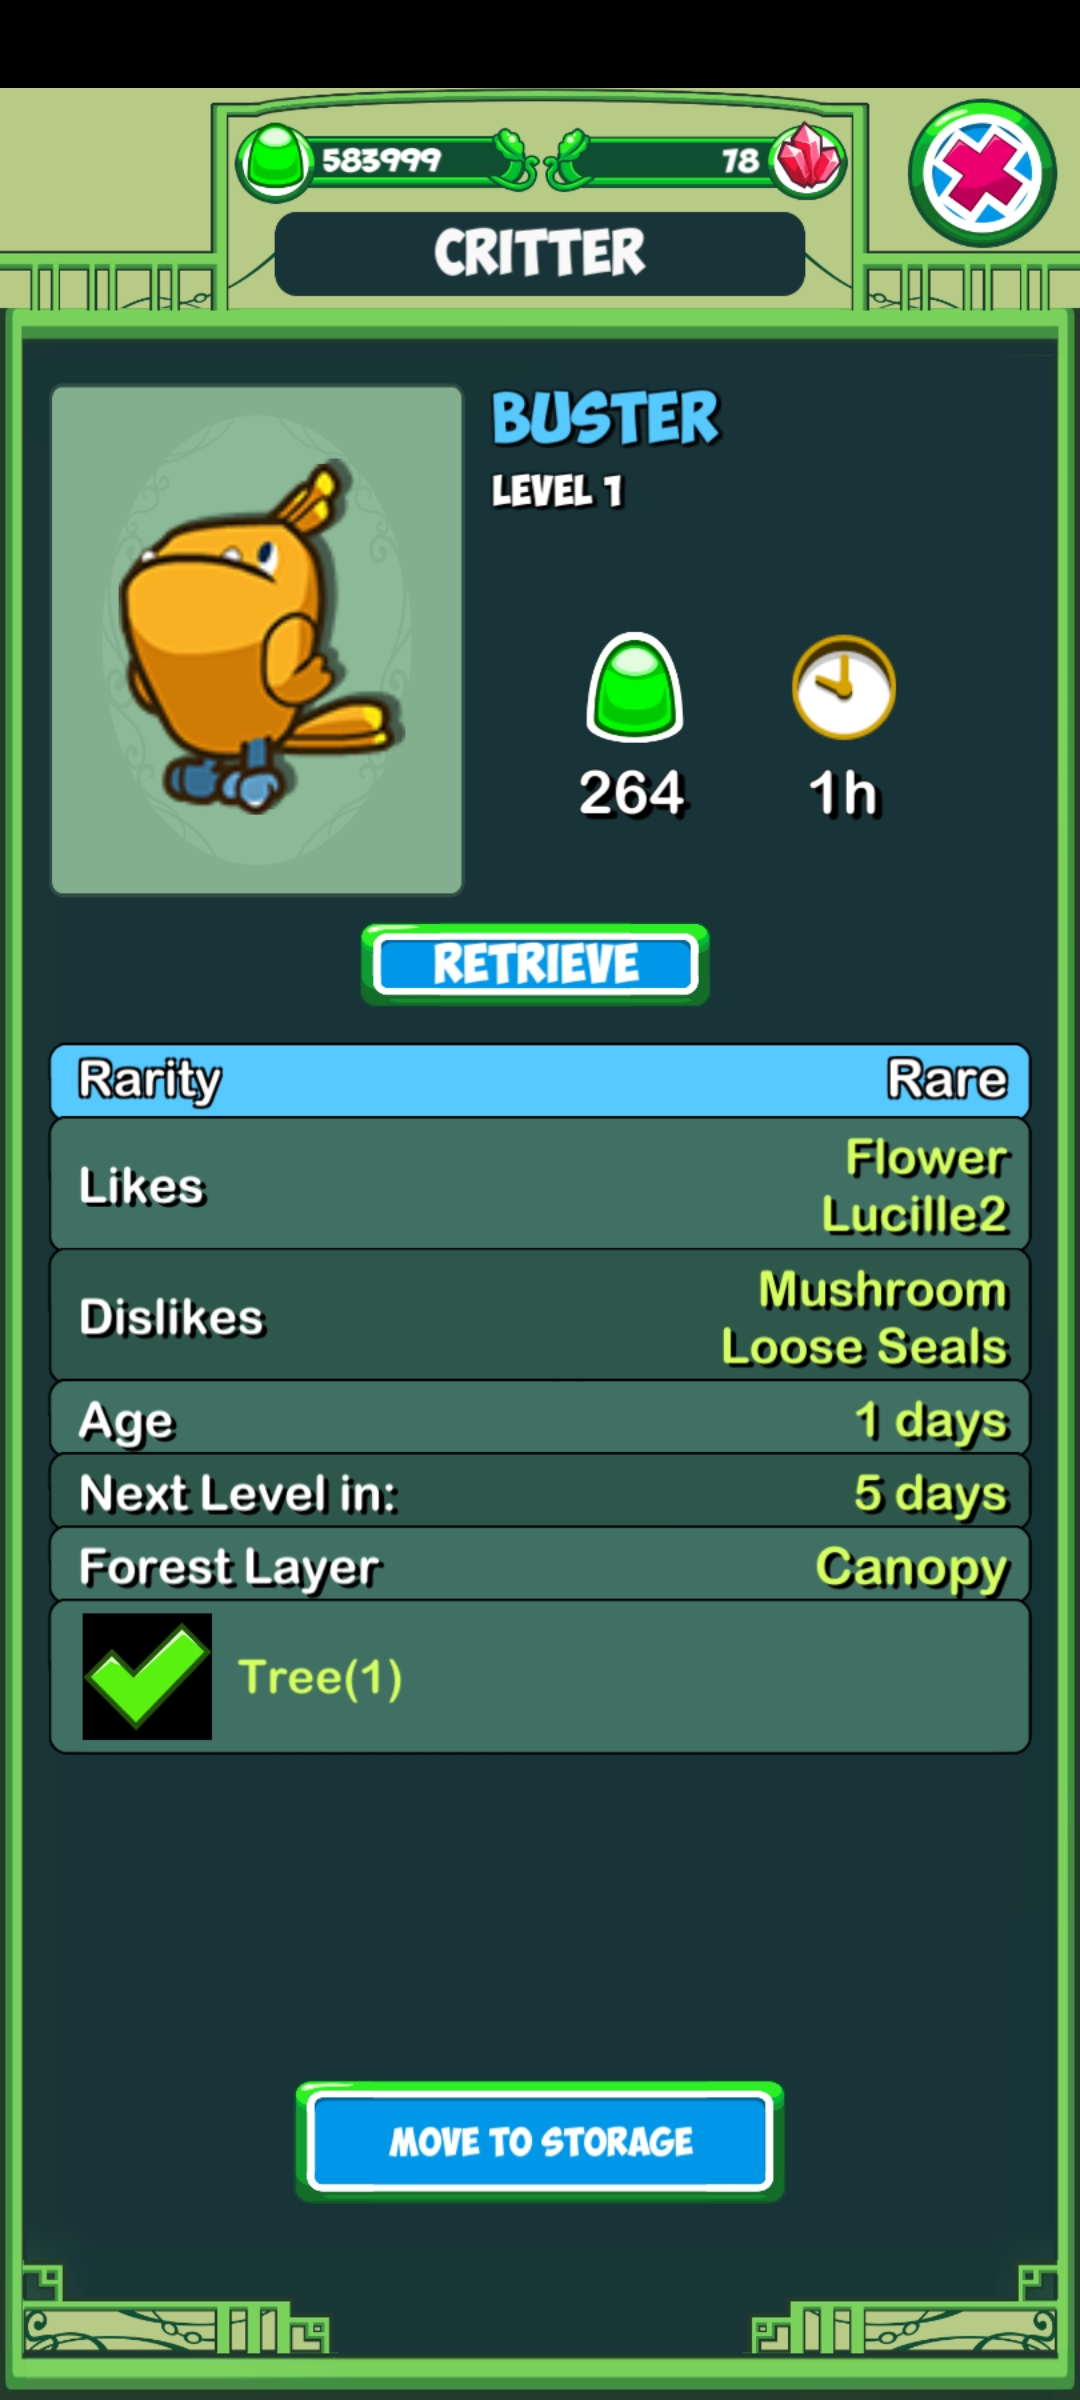 583999
78
CRITTER
BUSTER
LEVEL 1
264
1h
RETRIEVE
Rarity Rare
Likes Flower
Lucille2
Dislikes Mushroom
Loose Seals
Age 1 days
Next Level in: 5 days
Forest Layer Canopy
Tree(1)
MOVE TO STORAGE